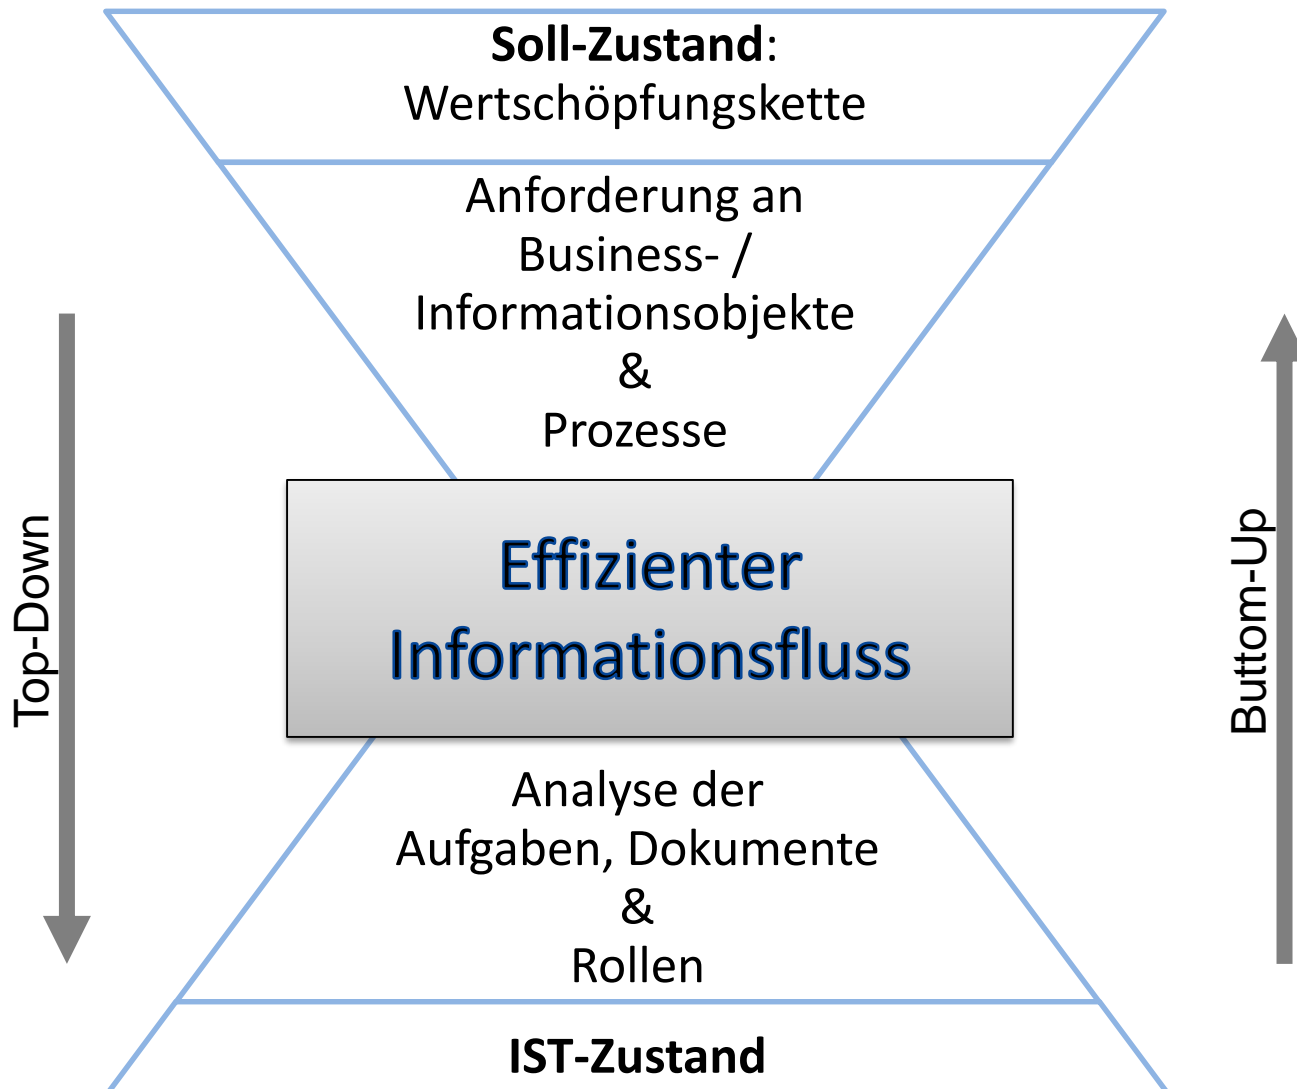 Soll-Zustand:
Wertschöpfungskette
Anforderung an
Business- /
Informationsobjekte
&
Prozesse
Top-Down
Effizienter
Informationsfluss
Buttom-Up
Analyse der
Aufgaben, Dokumente
&
Rollen
IST-Zustand